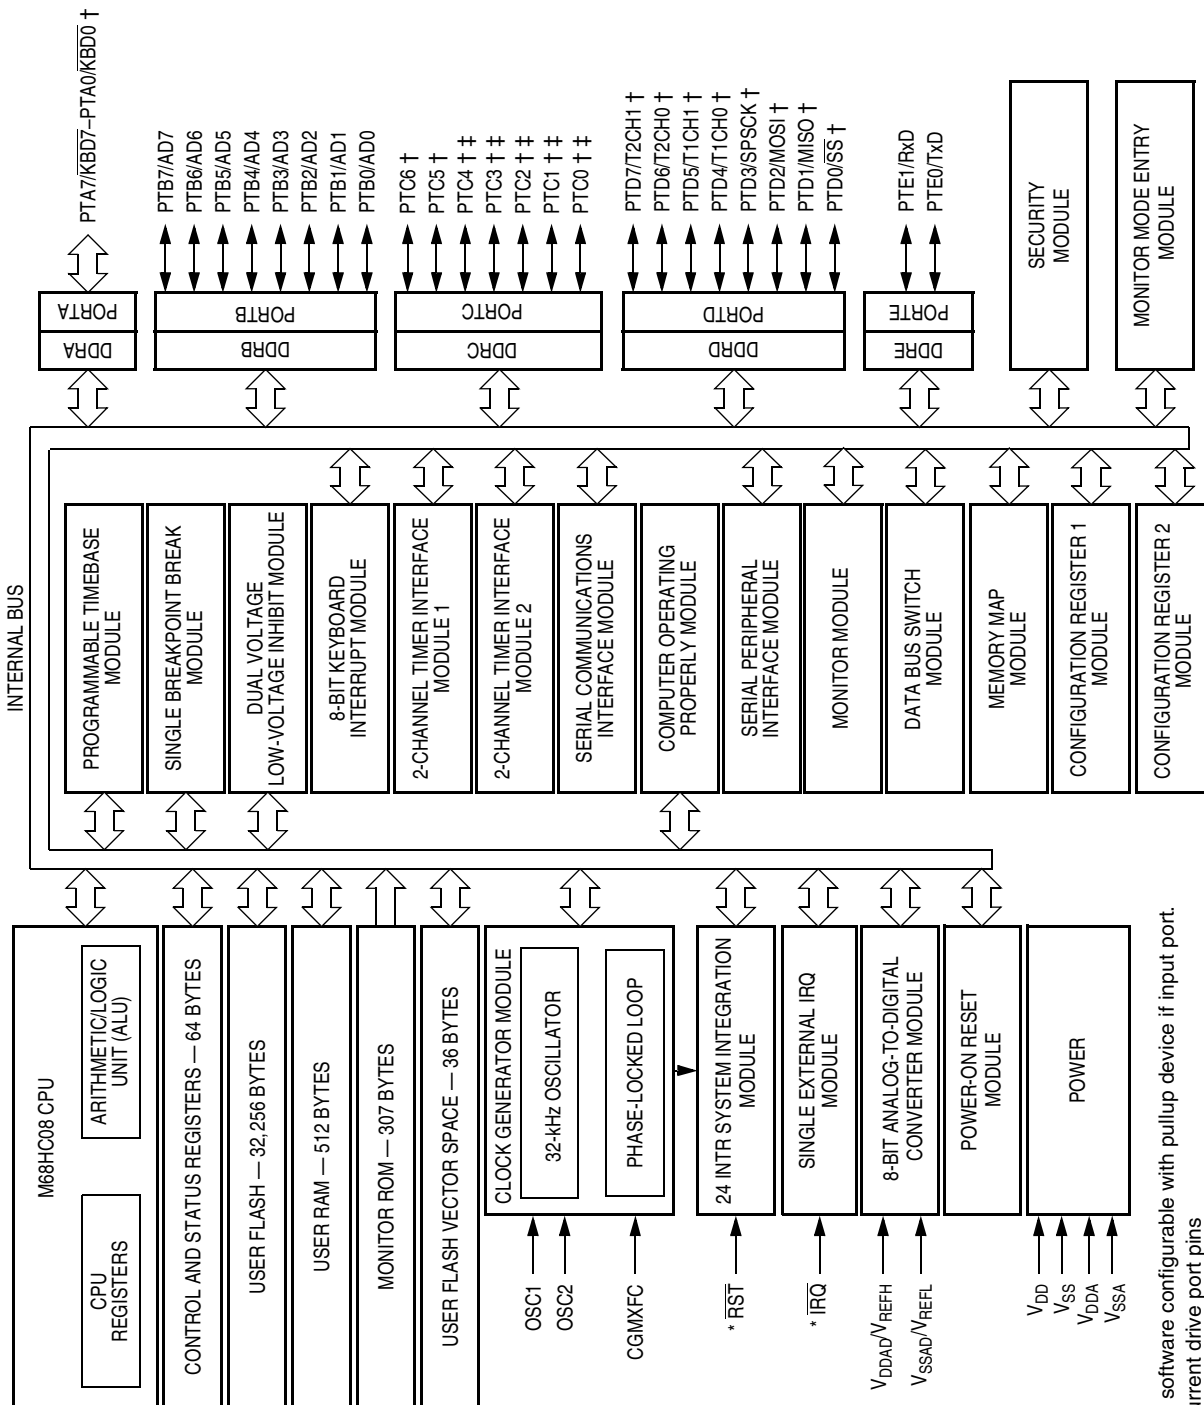 INTERNAL BUS
M68HC08 CPU
CPU
REGISTERS
ARITHMETIC/LOGIC
UNIT (ALU)
CONTROL AND STATUS REGISTERS — 64 BYTES
USER FLASH — 32,256 BYTES
USER RAM — 512 BYTES
MONITOR ROM — 307 BYTES
USER FLASH VECTOR SPACE — 36 BYTES
CLOCK GENERATOR MODULE
32-kHz OSCILLATOR
PHASE-LOCKED LOOP
OSC1
OSC2
CGMXFC
24 INTR SYSTEM INTEGRATION
MODULE
* RST
SINGLE EXTERNAL IRQ
MODULE
* IRQ
8-BIT ANALOG-TO-DIGITAL
CONVERTER MODULE
VDDAD/VREFH
VSSAD/VREFL
POWER-ON RESET
MODULE
POWER
VDD
VSS
VDDA
VSSA
PROGRAMMABLE TIMEBASE
MODULE
SINGLE BREAKPOINT BREAK
MODULE
DUAL VOLTAGE
LOW-VOLTAGE INHIBIT MODULE
8-BIT KEYBOARD
INTERRUPT MODULE
2-CHANNEL TIMER INTERFACE
MODULE 1
2-CHANNEL TIMER INTERFACE
MODULE 2
SERIAL COMMUNICATIONS
INTERFACE MODULE
COMPUTER OPERATING
PROPERLY MODULE
SERIAL PERIPHERAL
INTERFACE MODULE
MONITOR MODULE
DATA BUS SWITCH
MODULE
MEMORY MAP
MODULE
CONFIGURATION REGISTER 1
MODULE
CONFIGURATION REGISTER 2
MODULE
DDRA
PORTA
PTA7/KBD7–PTA0/KBD0 †
DDRB
PORTB
PTB7/AD7
PTB6/AD6
PTB5/AD5
PTB4/AD4
PTB3/AD3
PTB2/AD2
PTB1/AD1
PTB0/AD0
DDRC
PORTC
PTC6 †
PTC5 †
PTC4 † ‡
PTC3 † ‡
PTC2 † ‡
PTC1 † ‡
PTC0 † ‡
DDRD
PORTD
PTD7/T2CH1 †
PTD6/T2CH0 †
PTD5/T1CH1 †
PTD4/T1CH0 †
PTD3/SPSCK †
PTD2/MOSI †
PTD1/MISO †
PTD0/SS †
DDRE
PORTE
PTE1/RxD
PTE0/TxD
SECURITY
MODULE
MONITOR MODE ENTRY
MODULE
software configurable with pullup device if input port.
urrent drive port pins